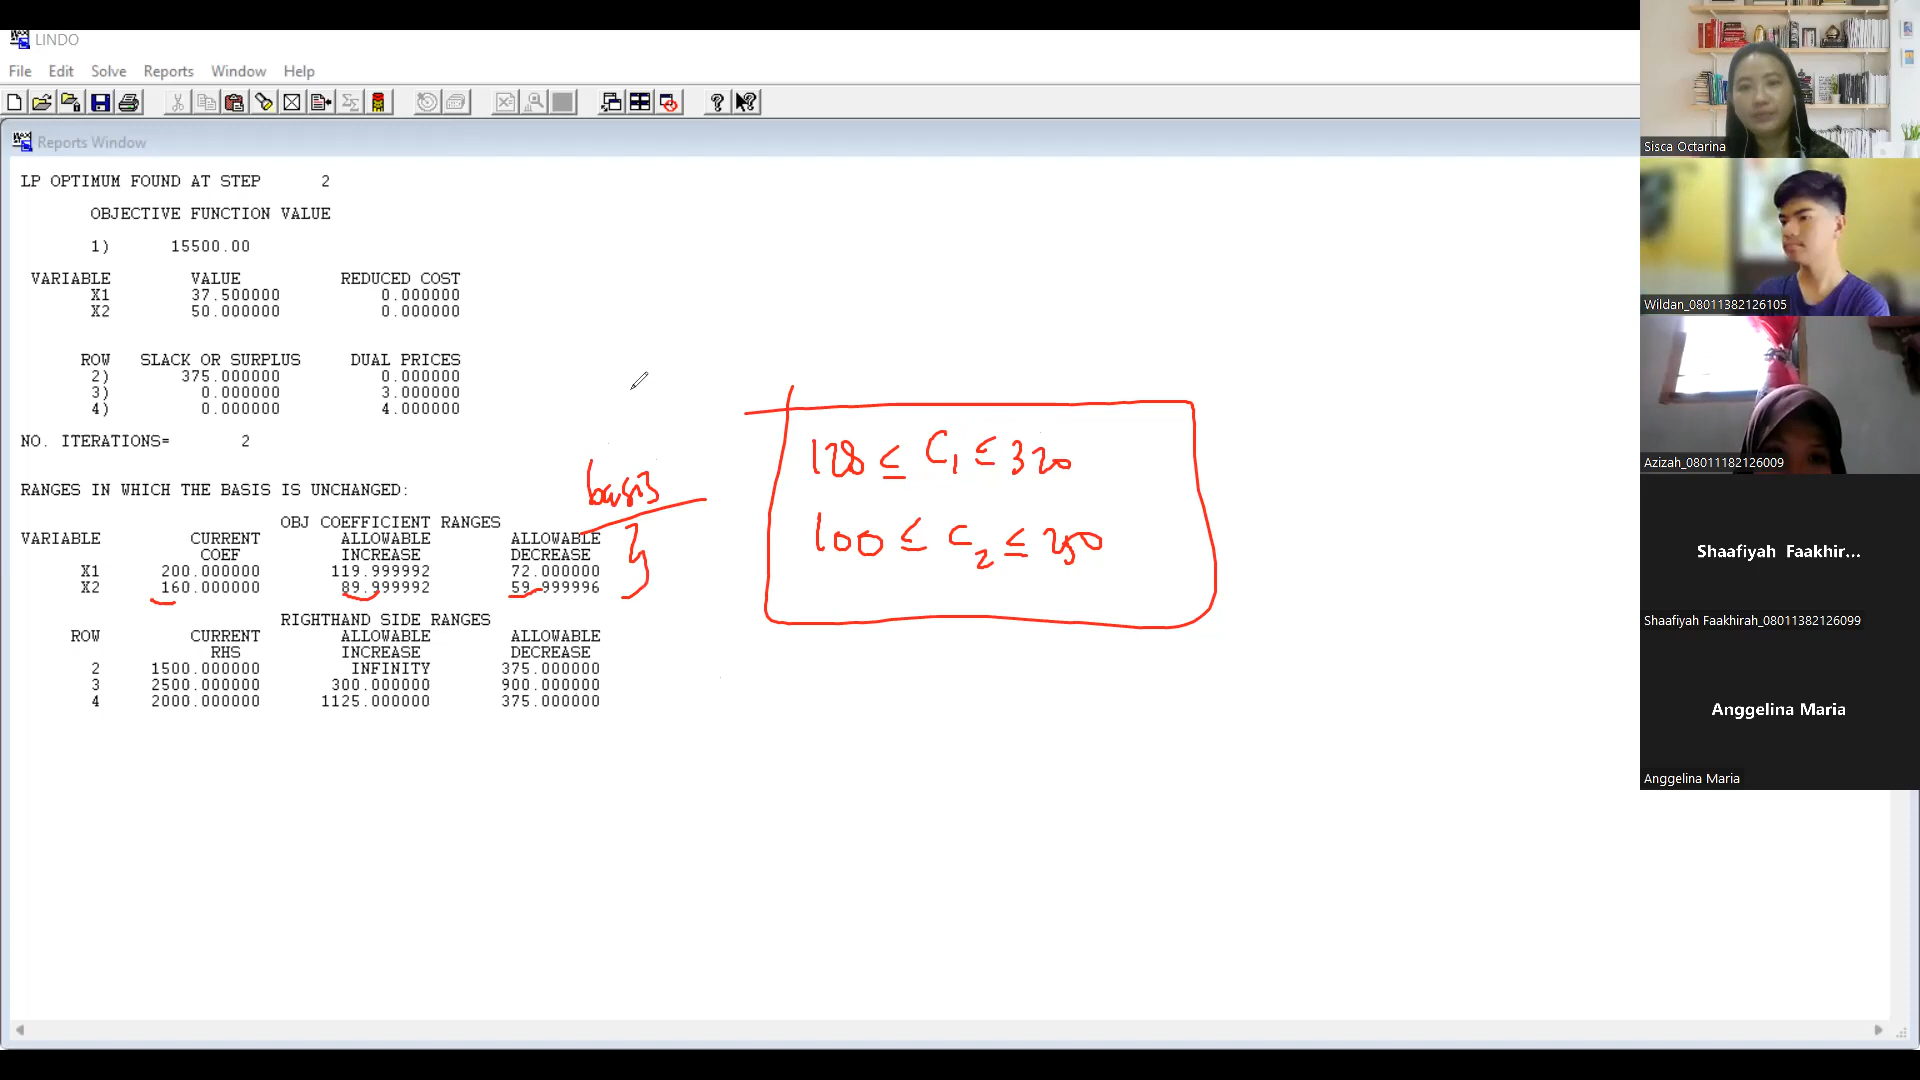 LINDO
File Edit Solve Reports Window Help
Reports Window
LP OPTIMUM FOUND AT STEP 2
OBJECTIVE FUNCTION VALUE
1) 15500.00
VARIABLE VALUE REDUCED COST
X1 37.500000 0.000000
X2 50.000000 0.000000
ROW SLACK OR SURPLUS DUAL PRICES
2) 375.000000 0.000000
3) 0.000000 3.000000
4) 0.000000 4.000000
NO. ITERATIONS= 2
RANGES IN WHICH THE BASIS IS UNCHANGED:
OBJ COEFFICIENT RANGES
VARIABLE CURRENT ALLOWABLE ALLOWABLE
COEF INCREASE DECREASE
X1 200.000000 119.999992 72.000000
X2 160.000000 89.999992 59.999996
RIGHTHAND SIDE RANGES
ROW CURRENT ALLOWABLE ALLOWABLE
RHS INCREASE DECREASE
2 1500.000000 INFINITY 375.000000
3 2500.000000 300.000000 900.000000
4 2000.000000 1125.000000 375.000000
basis
128 ≤ C1 ≤ 320
100 ≤ C2 ≤ 250
Sisca Octarina
Wildan_08011382126105
Azizah_08011182126009
Shaafiyah Faakhir...
Shaafiyah Faakhirah_08011382126099
Anggelina Maria
Anggelina Maria